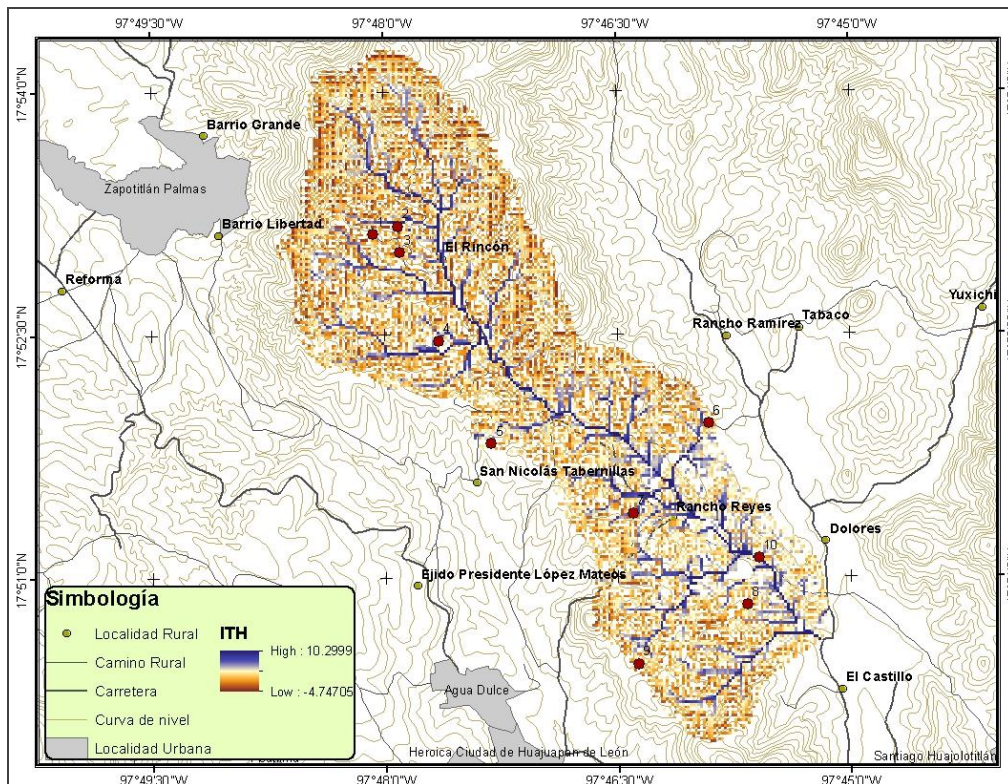 97°49'30"W
97°48'0"W
97°46'30"W
97°45'0"W
17°54'0"N
Barrio Grande
Zapotitlán Palmas
Barrio Libertad
3
El Rincón
Reforma
Yuxichi
Tabaco
Rancho Ramírez
17°52'30"N
4
6
5
San Nicolás Tabernillas
Rancho Reyes
Dolores
10
Ejido Presidente López Mateos
17°51'0"N
8
Simbología
Localidad Rural
ITH
Camino Rural
High : 10.2999
Carretera
Low : -4.74705
Curva de nivel
Localidad Urbana
9
El Castillo
Agua Dulce
Heroica Ciudad de Huajuapan de León
Santiago Huajolotitlán
97°49'30"W
97°48'0"W
97°46'30"W
97°45'0"W